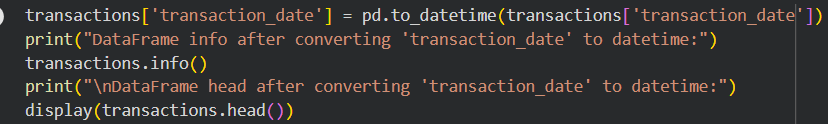 transactions['transaction_date'] = pd.to_datetime(transactions['transaction_date'])
print("DataFrame info after converting 'transaction_date' to datetime:")
transactions.info()
print("\nDataFrame head after converting 'transaction_date' to datetime:")
display(transactions.head())